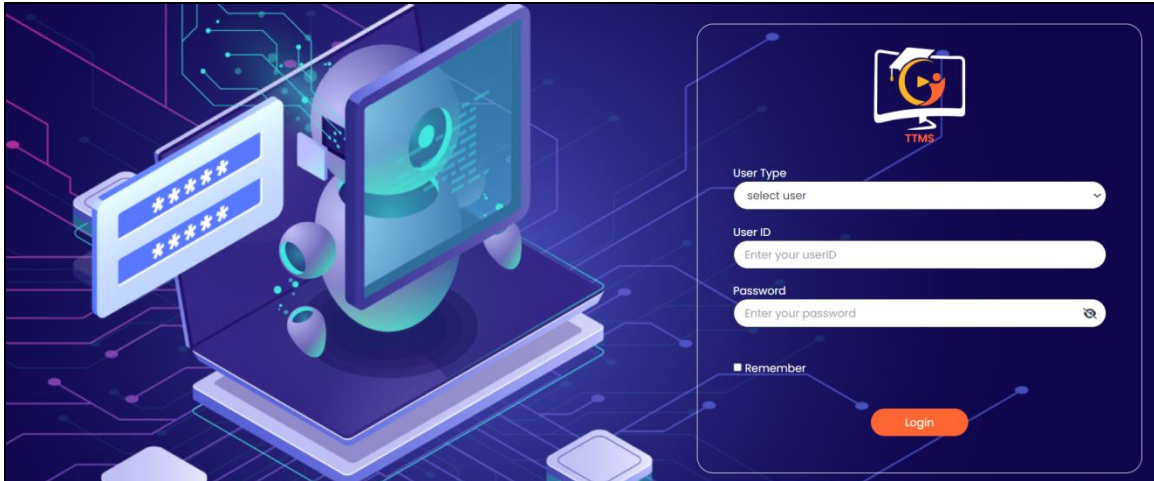 *****
*****
TTMS
User Type
select user
User ID
Enter your userID
Password
Enter your password
Remember
Login